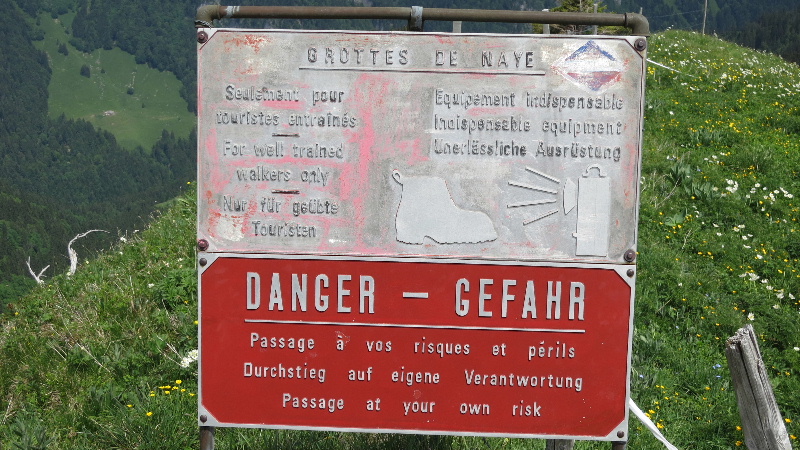 GROTTES DE NAYE
Seulement pour
touristes entraînés
For well trained
walkers only
Nur für geübte
Touristen
Equipement indispensable
Indispensable equipment
Unerlässliche Ausrüstung
DANGER – GEFAHR
Passage à vos risques et périls
Durchstieg auf eigene Verantwortung
Passage at your own risk